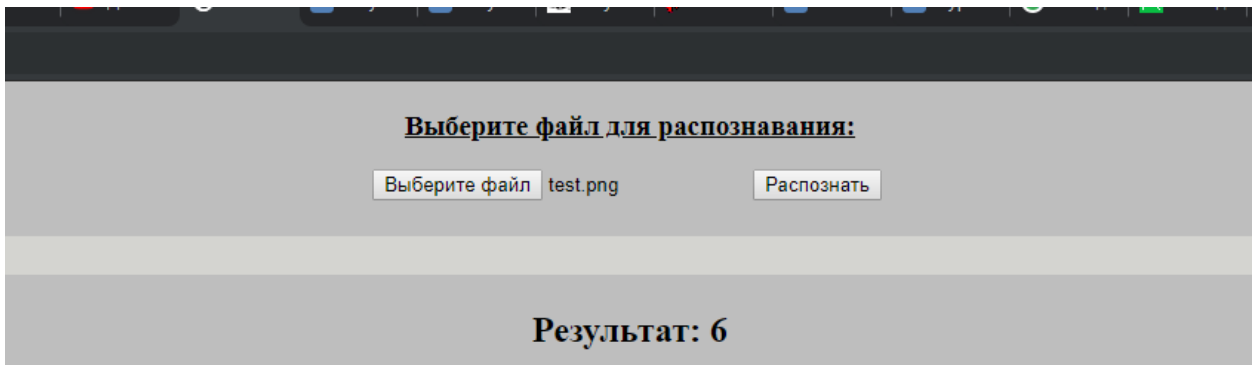 Выберите файл для распознавания:
Выберите файл test.png Распознать
Результат: 6